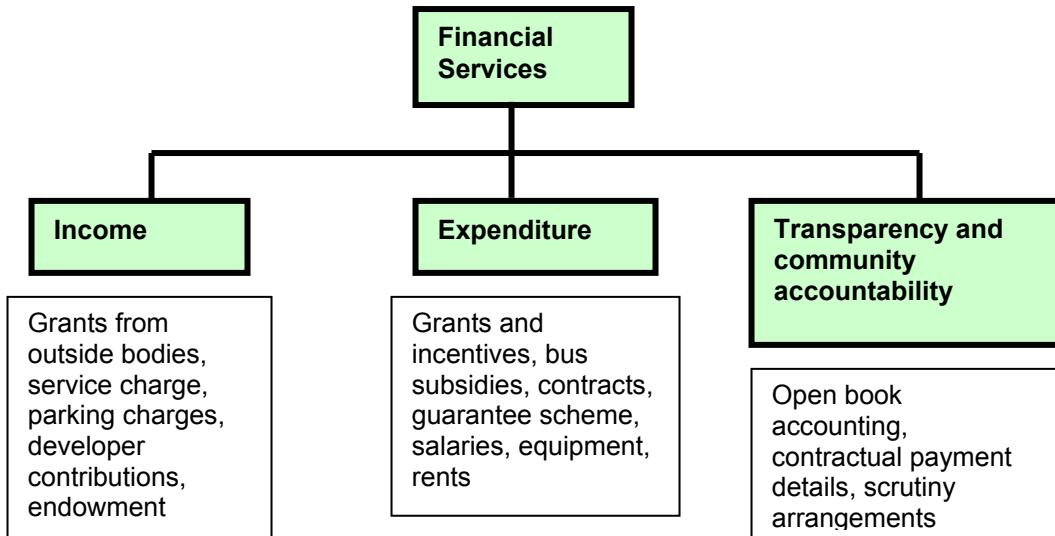 Financial
Services
Income
Expenditure
Transparency and
community
accountability
Grants from
outside bodies,
service charge,
parking charges,
developer
contributions,
endowment
Grants and
incentives, bus
subsidies, contracts,
guarantee scheme,
salaries, equipment,
rents
Open book
accounting,
contractual payment
details, scrutiny
arrangements